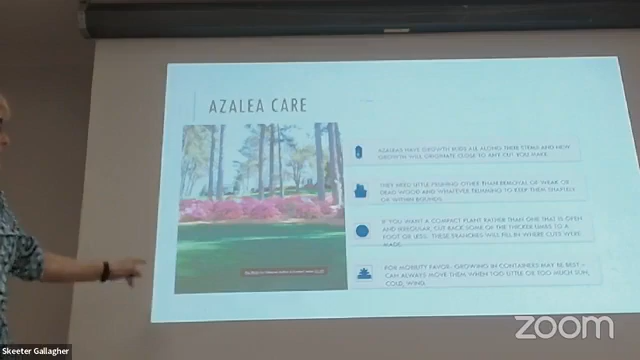 AZALEA CARE
AZALEAS HAVE GROWTH BUDS ALL ALONG THEIR STEMS AND NEW
GROWTH WILL ORIGINATE CLOSE TO ANY CUT YOU MAKE.
THEY NEED LITTLE PRUNING OTHER THAN REMOVAL OF WEAK OR
DEAD WOOD AND WHATEVER TRIMMING TO KEEP THEM SHAPELY
OR WITHIN BOUNDS.
IF YOU WANT A COMPACT PLANT RATHER THAN ONE THAT IS OPEN
AND IRREGULAR, CUT BACK SOME OF THE THICKER LIMBS TO A
FOOT OR LESS. THESE BRANCHES WILL FILL IN WHERE CUTS WERE
MADE.
FOR MOBILITY FAVOR, GROWING IN CONTAINERS MAY BE BEST –
CAN ALWAYS MOVE THEM WHEN TOO LITTLE OR TOO MUCH SUN,
COLD, WIND.
zoom
Skeeter Gallagher